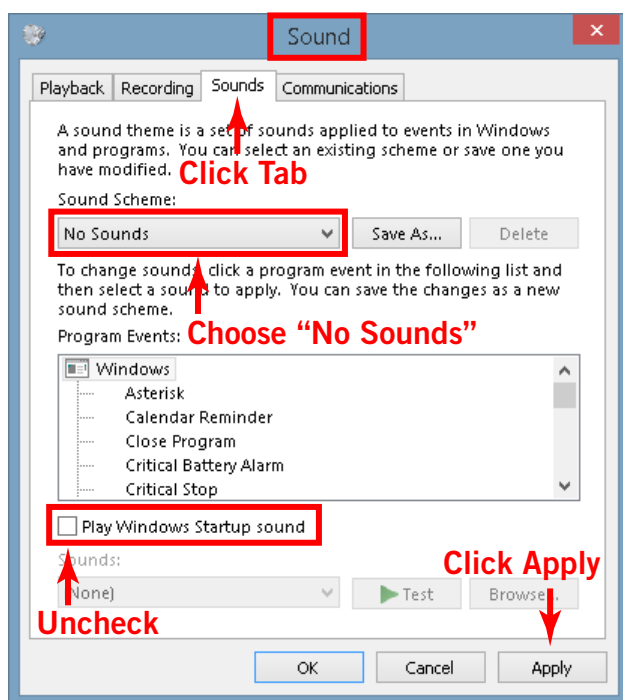 Sound
Playback Recording Sounds Communications
A sound theme is a set of sounds applied to events in Windows
and programs. You can select an existing scheme or save one you
have modified.
Click Tab
Sound Scheme:
No Sounds Save As... Delete
To change sounds, click a program event in the following list and
then select a sound to apply. You can save the changes as a new
sound scheme.
Choose “No Sounds”
Program Events:
Windows
Asterisk
Calendar Reminder
Close Program
Critical Battery Alarm
Critical Stop
Play Windows Startup sound
Sounds:
Click Apply
(None) Test Browse...
Uncheck
OK Cancel Apply